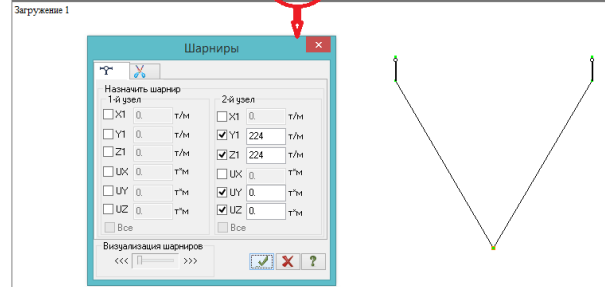 Загружение 1
Шарниры
Назначить шарнир
1-й узел 2-й узел
X1 0. т/м X1 0. т/м
Y1 0. т/м Y1 224 т/м
Z1 0. т/м Z1 224 т/м
UX 0. т*м UX 0. т*м
UY 0. т*м UY 0. т*м
UZ 0. т*м UZ 0. т*м
Все Все
Визуализация шарниров
<<< >>> ?